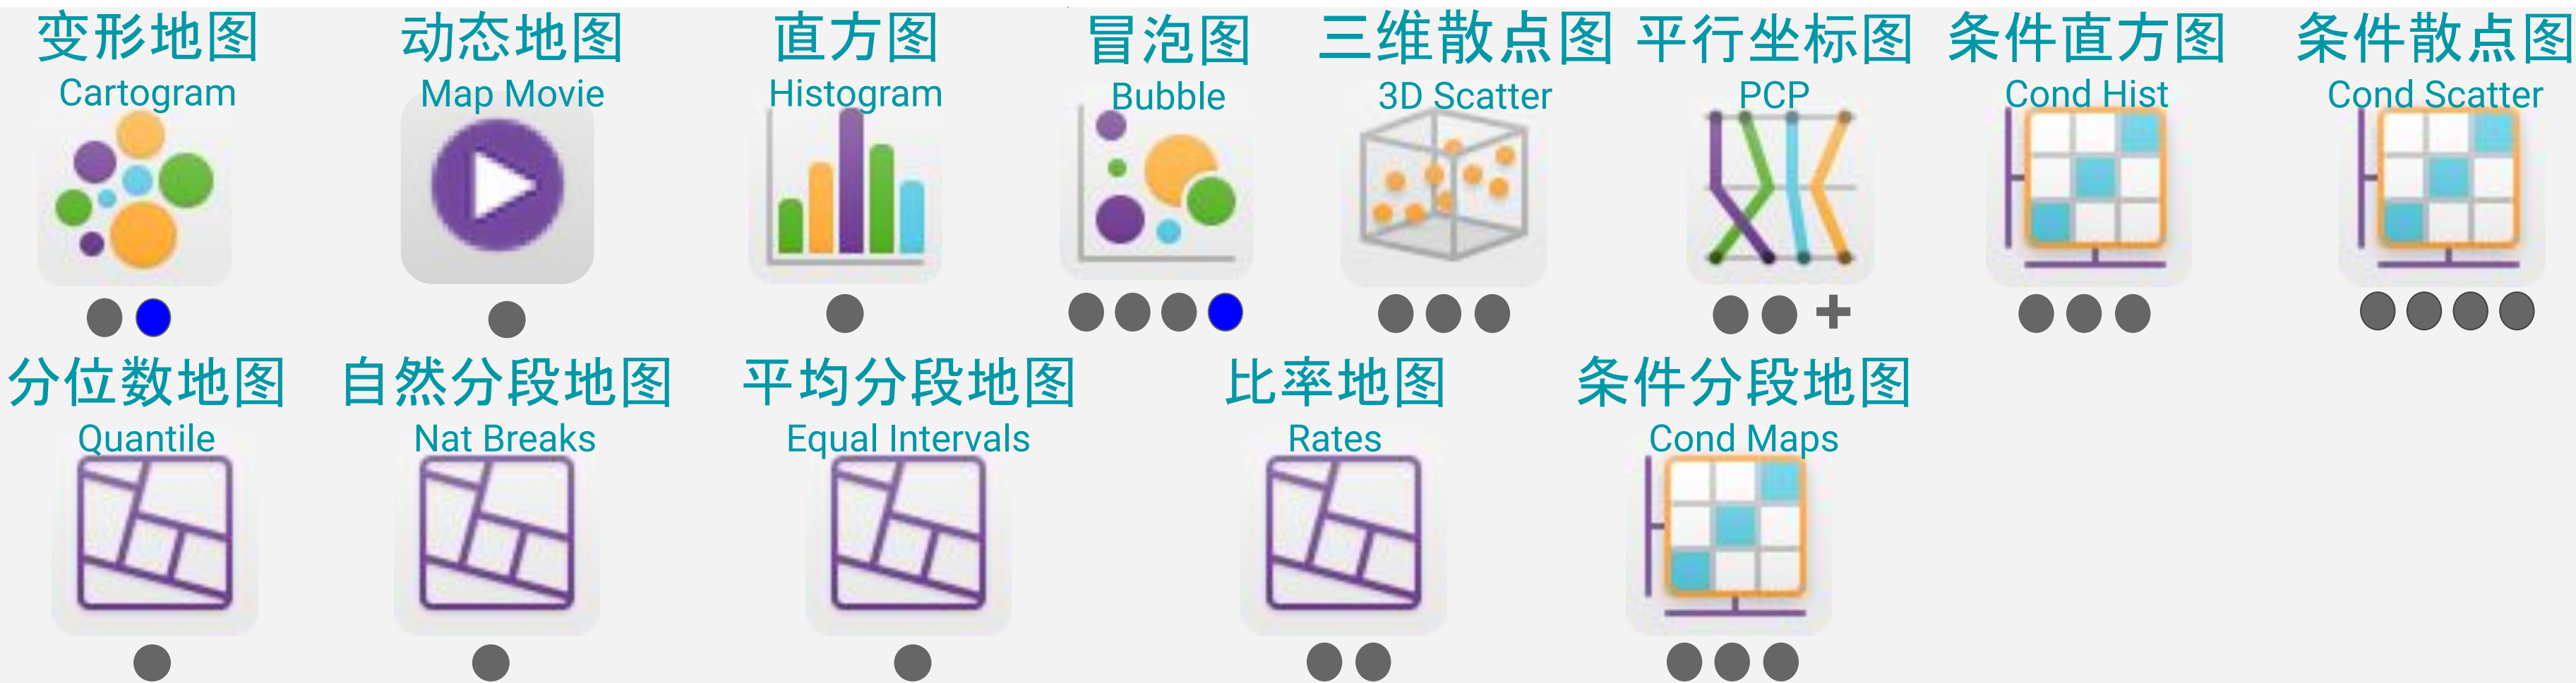 变形地图
Cartogram
动态地图
Map Movie
直方图
Histogram
冒泡图
Bubble
三维散点图
3D Scatter
平行坐标图
PCP
条件直方图
Cond Hist
条件散点图
Cond Scatter
+
分位数地图
Quantile
自然分段地图
Nat Breaks
平均分段地图
Equal Intervals
比率地图
Rates
条件分段地图
Cond Maps